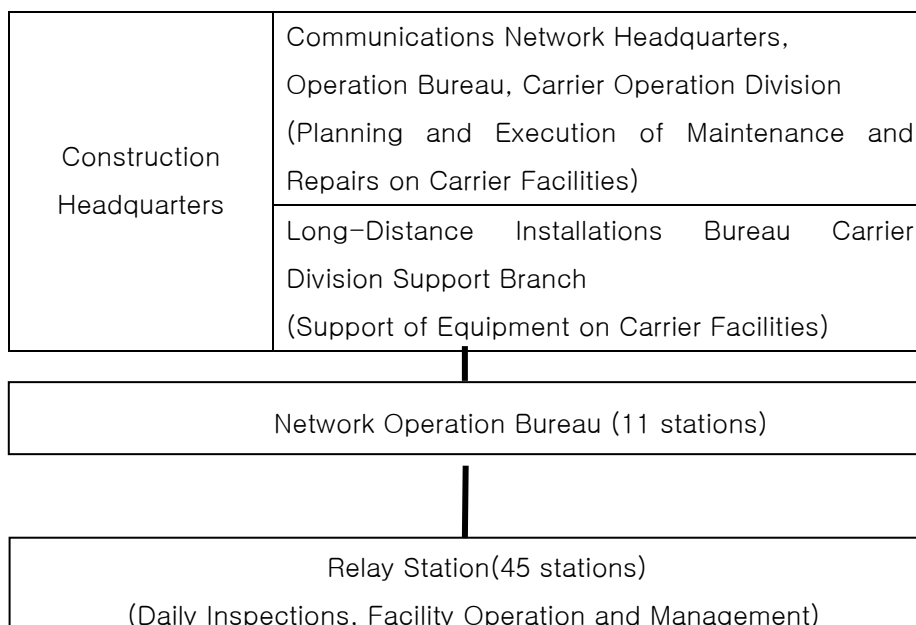 Construction
Headquarters
Communications Network Headquarters,
Operation Bureau, Carrier Operation Division
(Planning and Execution of Maintenance and
Repairs on Carrier Facilities)
Long-Distance Installations Bureau Carrier
Division Support Branch
(Support of Equipment on Carrier Facilities)
Network Operation Bureau (11 stations)
Relay Station(45 stations)
(Daily Inspections, Facility Operation and Management)